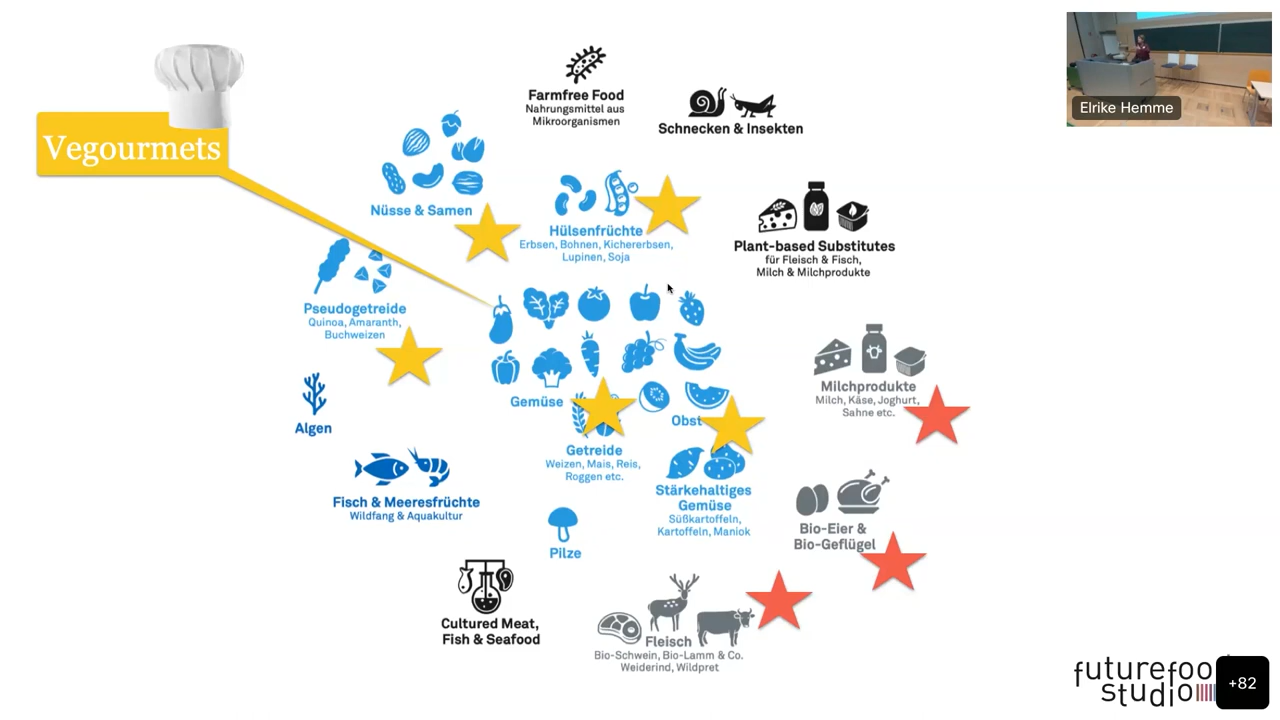 Elrike Hemme
Vegourmets
Farmfree Food
Nahrungsmittel aus
Mikroorganismen
Schnecken & Insekten
Nüsse & Samen
Hülsenfrüchte
Erbsen, Bohnen, Kichererbsen,
Lupinen, Soja
Plant-based Substitutes
für Fleisch & Fisch,
Milch & Milchprodukte
Pseudogetreide
Quinoa, Amaranth,
Buchweizen
Milchprodukte
Milch, Käse, Joghurt,
Sahne etc.
Gemüse
Obst
Algen
Getreide
Weizen, Mais, Reis,
Roggen etc.
Stärkehaltiges
Gemüse
Süßkartoffeln,
Kartoffeln, Maniok
Fisch & Meeresfrüchte
Wildfang & Aquakultur
Bio-Eier &
Bio-Geflügel
Pilze
Cultured Meat,
Fish & Seafood
Fleisch
Bio-Schwein, Bio-Lamm & Co.
Weiderind, Wildpret
futurefoo
studio
+82